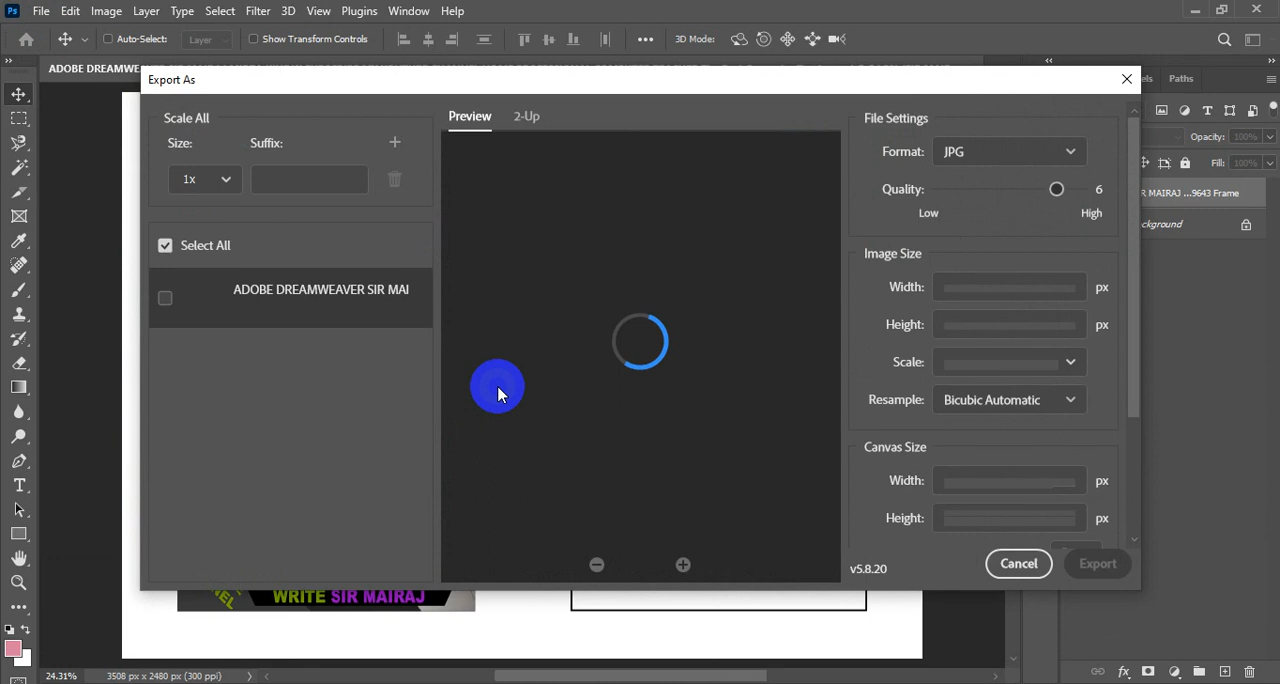 Ps File Edit Image Layer Type Select Filter 3D View Plugins Window Help
Auto-Select: Layer Show Transform Controls 3D Mode:
ADOBE DREAMWE
Export As
els Paths
Scale All
Size: Suffix:
1x
Select All
ADOBE DREAMWEAVER SIR MAI
Preview 2-Up
File Settings
Format: JPG
Quality: 6
Low High
Image Size
Width: px
Height: px
Scale:
Resample: Bicubic Automatic
Canvas Size
Width: px
Height: px
v5.8.20 Cancel Export
Opacity: 100%
Fill: 100%
R MAIRAJ ...9643 Frame
ckground
NEL WRITE SIR MAIRAJ
24.31% 3508 px x 2480 px (300 ppi)